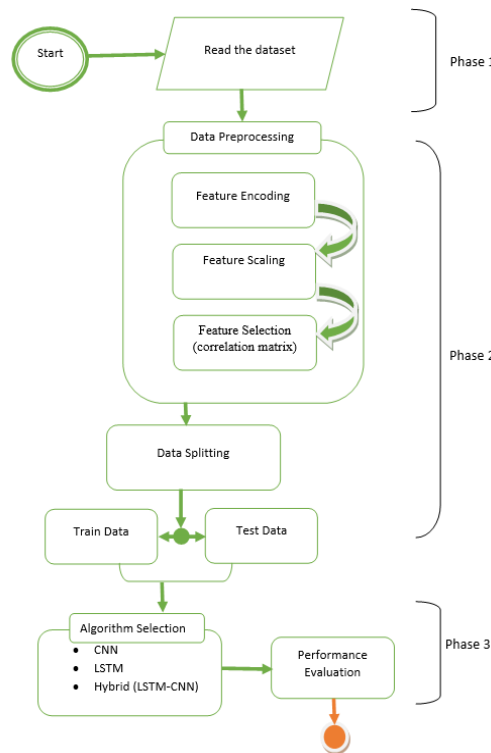 Start
Read the dataset
Phase 1
Data Preprocessing
Feature Encoding
Feature Scaling
Feature Selection
(correlation matrix)
Phase 2
Data Splitting
Train Data
Test Data
Algorithm Selection
• CNN
• LSTM
• Hybrid (LSTM-CNN)
Performance
Evaluation
Phase 3